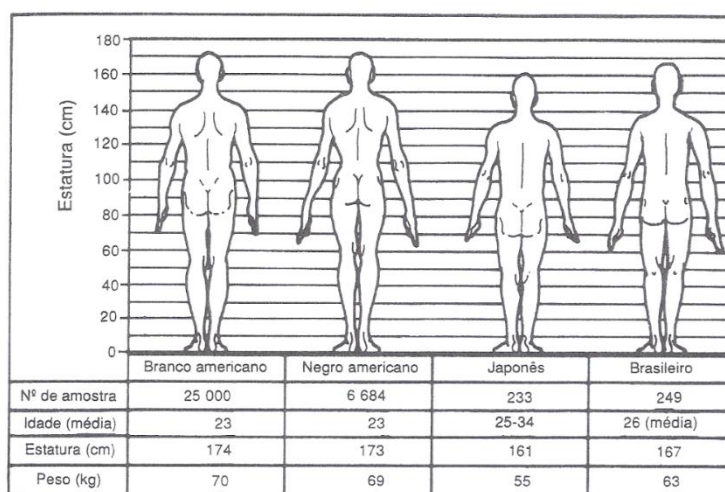 Estatura (cm)
180
160
140
120
100
80
60
40
20
0
Branco americano Negro americano Japonês Brasileiro
Nº de amostra 25 000 6 684 233 249
Idade (média) 23 23 25-34 26 (média)
Estatura (cm) 174 173 161 167
Peso (kg) 70 69 55 63